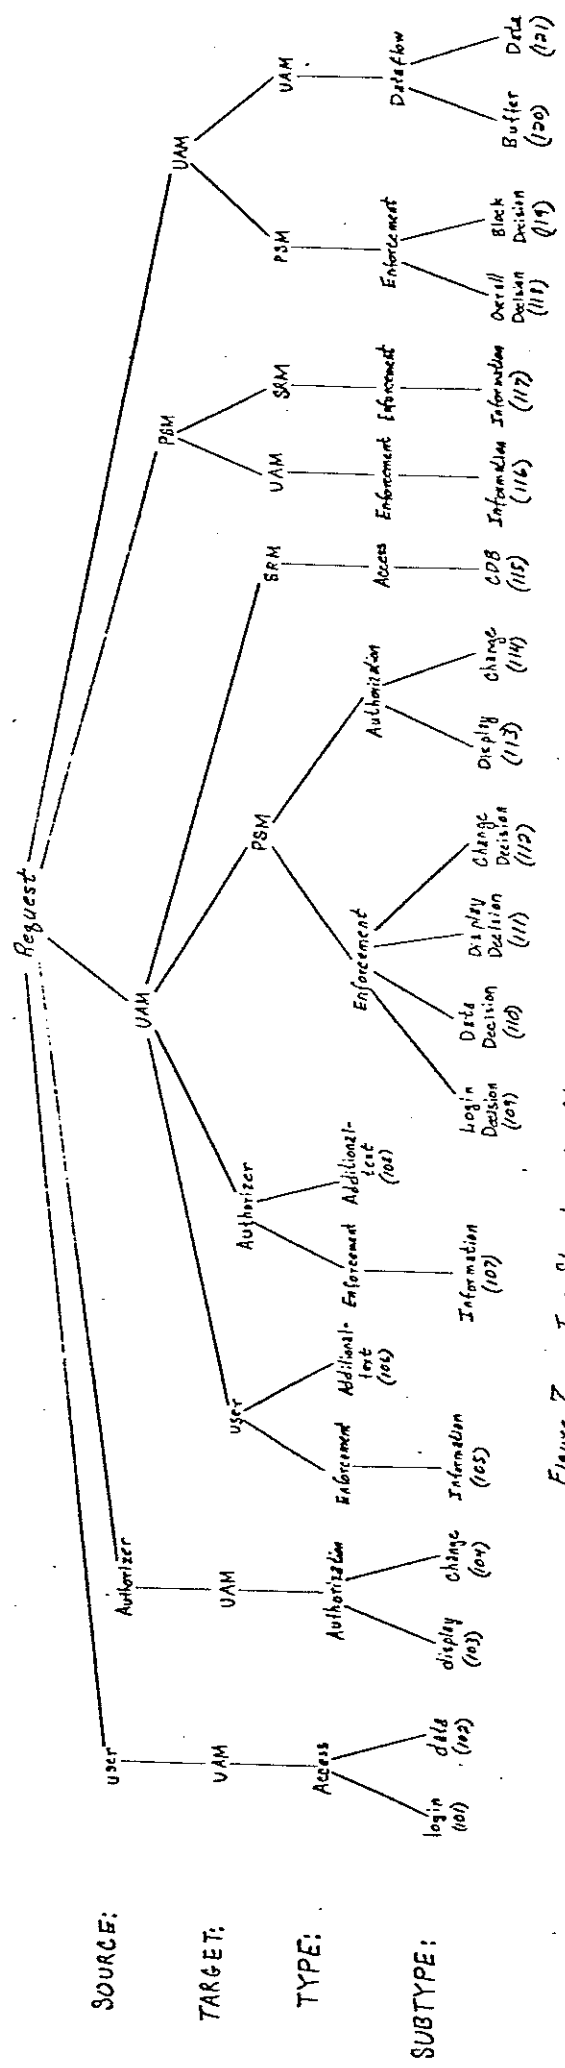 Request
SOURCE: user Authorizer UAM PSM UAM
TARGET: UAM UAM user Authorizer PSM SRM UAM SRM PSM UAM
TYPE: Access Authorization Enforcement Additional-text (106) Enforcement Additional-text (108) Enforcement Authorization Access Enforcement Enforcement Enforcement Dataflow
SUBTYPE: login (101) data (102) display (103) Change (104) Information (105) Information (107) Login Decision (109) Data Decision (110) Display Decision (111) Change Decision (112) Display (113) Change (114) CDB (115) Information (116) Information (117) Overall Decision (118) Block Decision (119) Buffer (120) Data (121)
Figure 7